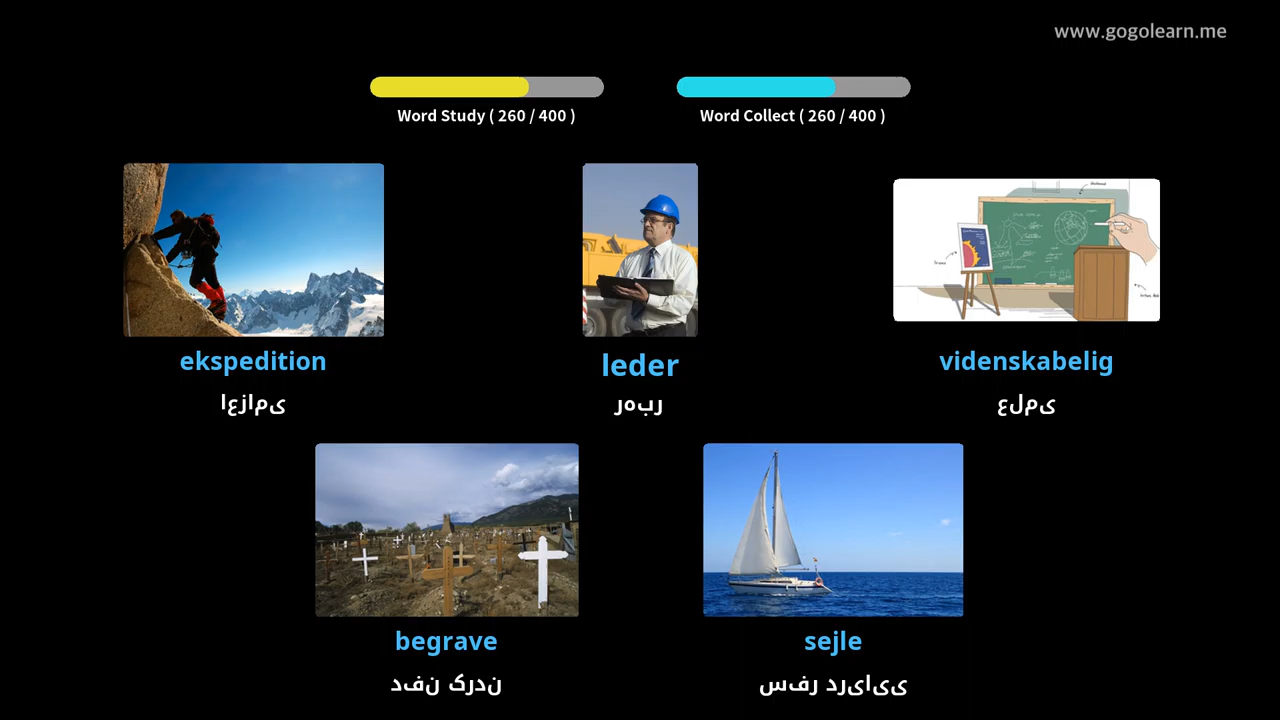 www.gogolearn.me
Word Study ( 260 / 400 )
Word Collect ( 260 / 400 )
ekspedition
اعزامی
leder
رهبر
videnskabelig
علمی
begrave
دفن کردن
sejle
سفر دریایی